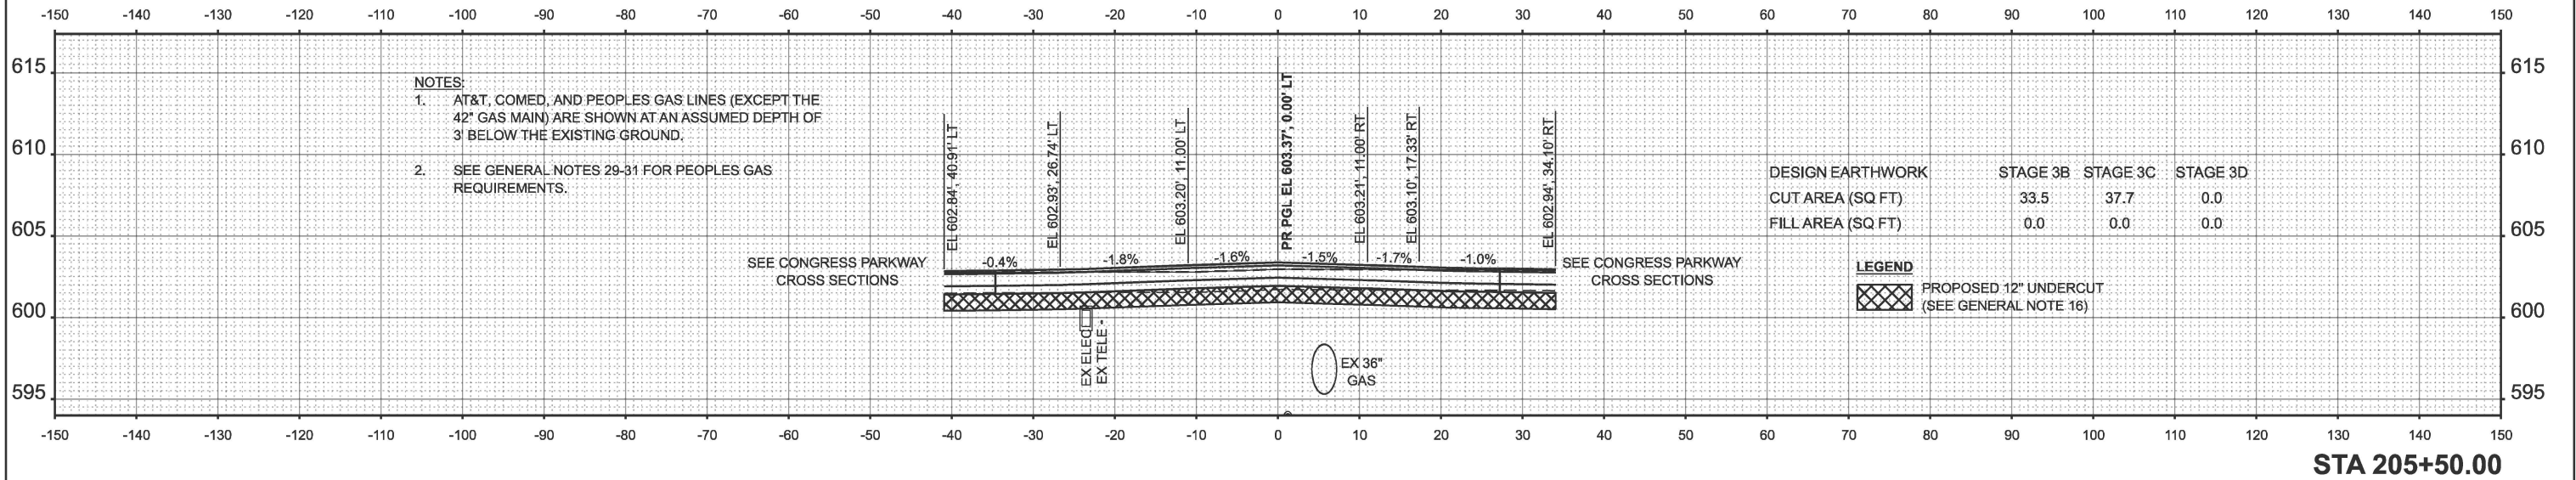 -150 -140 -130 -120 -110 -100 -90 -80 -70 -60 -50 -40 -30 -20 -10 0 10 20 30 40 50 60 70 80 90 100 110 120 130 140 150
615 615
610 610
605 605
600 600
595 595
NOTES:
1. AT&T, COMED, AND PEOPLES GAS LINES (EXCEPT THE
42" GAS MAIN) ARE SHOWN AT AN ASSUMED DEPTH OF
3' BELOW THE EXISTING GROUND.
2. SEE GENERAL NOTES 29-31 FOR PEOPLES GAS
REQUIREMENTS.
EL 602.84', 40.91' LT
EL 602.93', 26.74' LT
EL 603.20', 11.00' LT
PR PGL EL 603.37', 0.00' LT
EL 603.21', 11.00' RT
EL 603.10', 17.33' RT
EL 602.94', 34.10' RT
SEE CONGRESS PARKWAY
CROSS SECTIONS
-0.4% -1.8% -1.6% -1.5% -1.7% -1.0%
SEE CONGRESS PARKWAY
CROSS SECTIONS
EX ELEC
EX TELE -
EX 36"
GAS
DESIGN EARTHWORK STAGE 3B STAGE 3C STAGE 3D
CUT AREA (SQ FT) 33.5 37.7 0.0
FILL AREA (SQ FT) 0.0 0.0 0.0
LEGEND
PROPOSED 12" UNDERCUT
(SEE GENERAL NOTE 16)
-150 -140 -130 -120 -110 -100 -90 -80 -70 -60 -50 -40 -30 -20 -10 0 10 20 30 40 50 60 70 80 90 100 110 120 130 140 150
STA 205+50.00